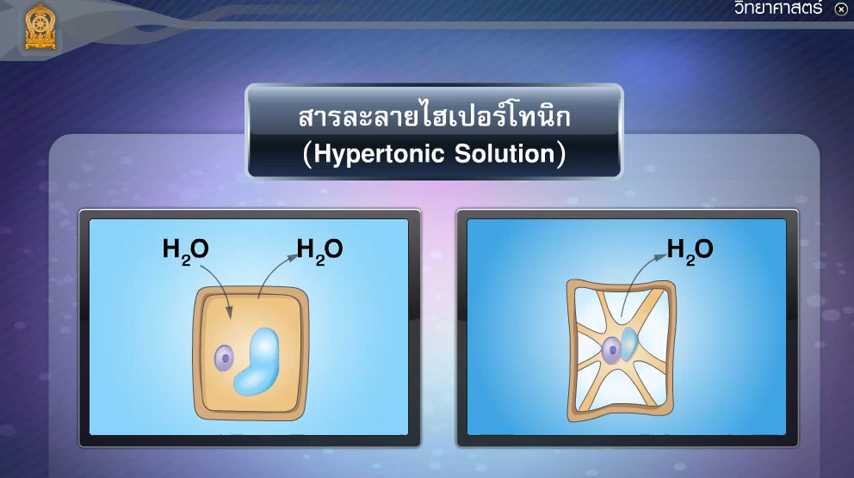 วิทยาศาสตร์
สารละลายไฮเปอร์โทนิก
(Hypertonic Solution)
H₂O H₂O
H₂O